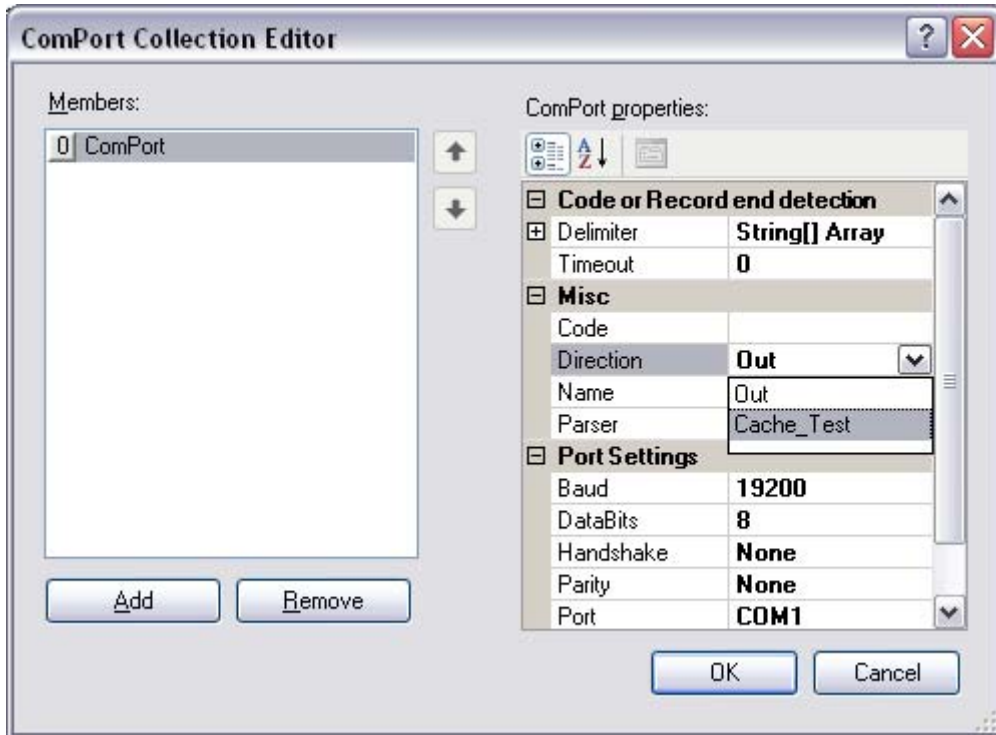 ComPort Collection Editor
?
Members:
ComPort properties:
0 ComPort
A
Z
Code or Record end detection
Delimiter String[] Array
Timeout 0
Misc
Code
Direction Out
Name Out
Parser Cache_Test
Port Settings
Baud 19200
DataBits 8
Handshake None
Parity None
Port COM1
Add Remove
OK Cancel